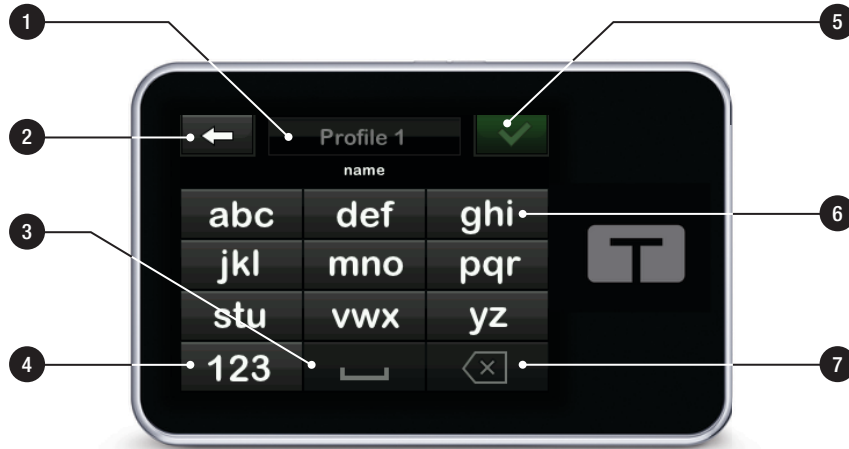 1
5
2
Profile 1
name
abc def ghi
6
3
jkl mno pqr
stu vwx yz
4
123
7